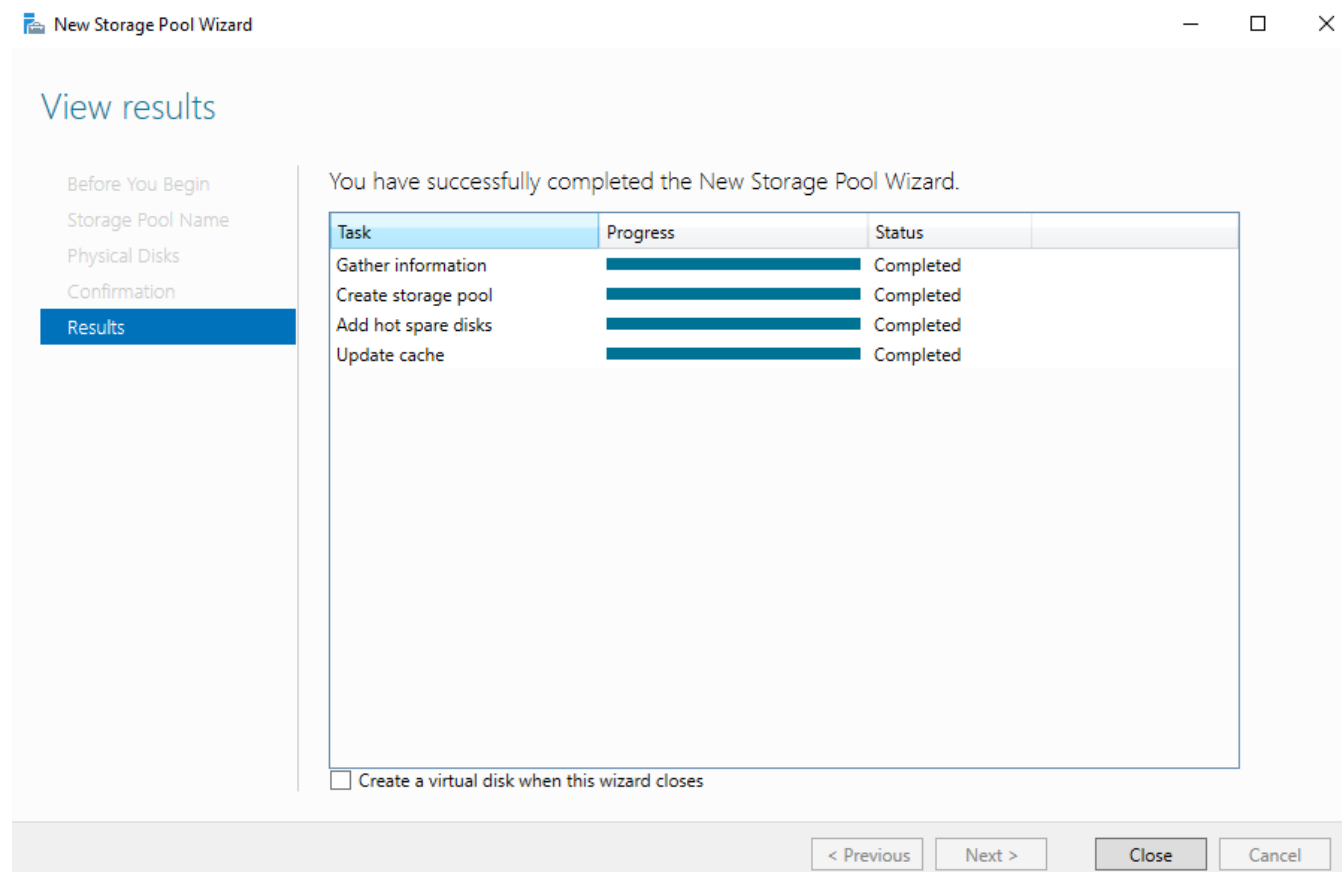 New Storage Pool Wizard
View results
Before You Begin
Storage Pool Name
Physical Disks
Confirmation
Results
You have successfully completed the New Storage Pool Wizard.
Task Progress Status
Gather information Completed
Create storage pool Completed
Add hot spare disks Completed
Update cache Completed
Create a virtual disk when this wizard closes
< Previous Next > Close Cancel